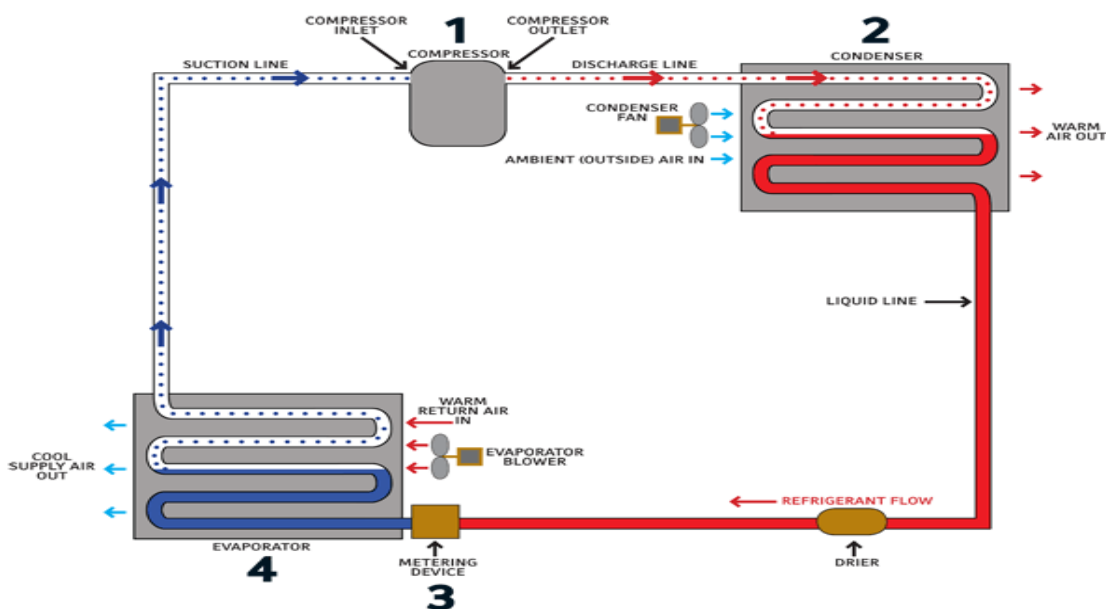 COMPRESSOR
INLET
1
COMPRESSOR
COMPRESSOR
OUTLET
2
CONDENSER
SUCTION LINE
DISCHARGE LINE
CONDENSER
FAN
AMBIENT (OUTSIDE) AIR IN
WARM
AIR OUT
LIQUID LINE
WARM
RETURN AIR
IN
COOL
SUPPLY AIR
OUT
EVAPORATOR
BLOWER
REFRIGERANT FLOW
EVAPORATOR
4
METERING
DEVICE
3
DRIER